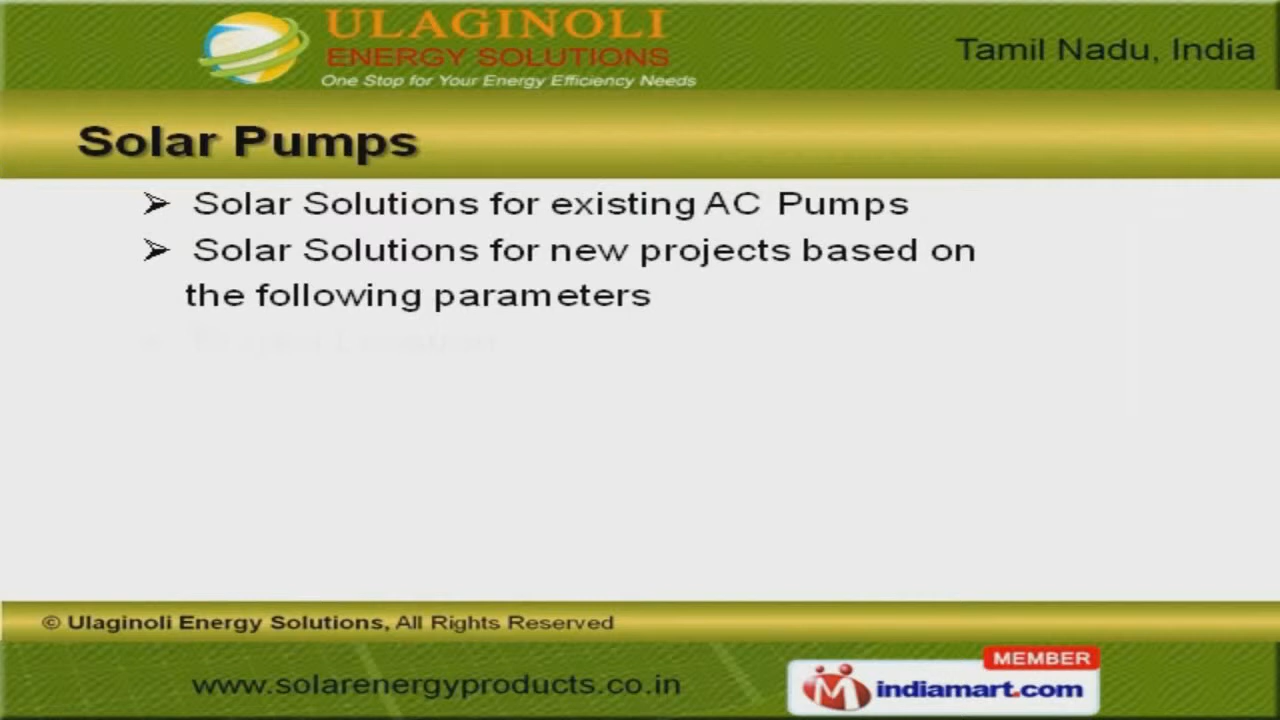 ULAGINOLI
ENERGY SOLUTIONS
One Stop for Your Energy Efficiency Needs
Tamil Nadu, India
Solar Pumps
➢ Solar Solutions for existing AC Pumps
➢ Solar Solutions for new projects based on
the following parameters
© Ulaginoli Energy Solutions, All Rights Reserved
www.solarenergyproducts.co.in
MEMBER
indiamart.com